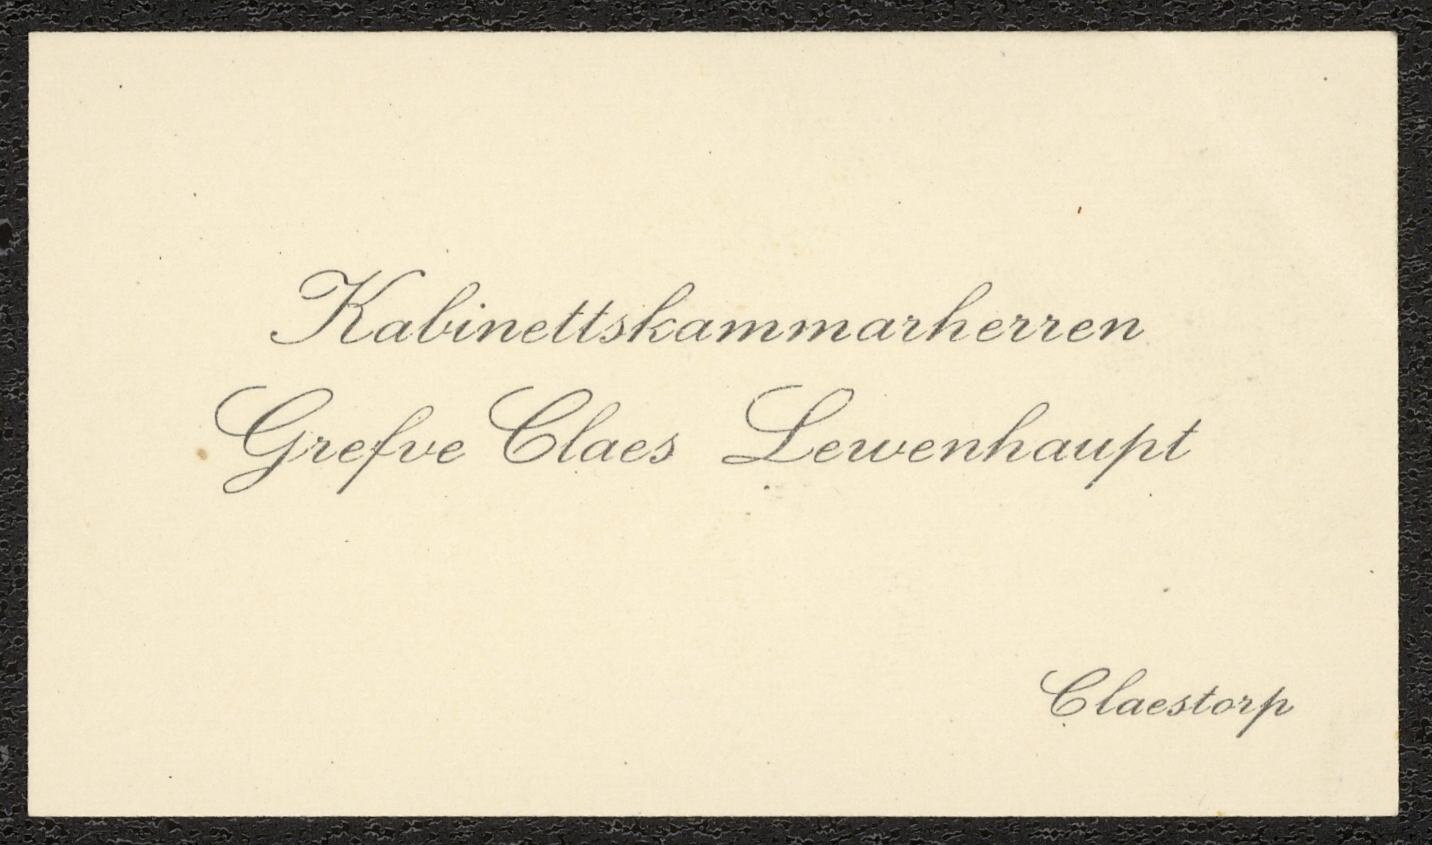 Kabinettskammarherren
Grefve Claes Lewenhaupt
Claestorp